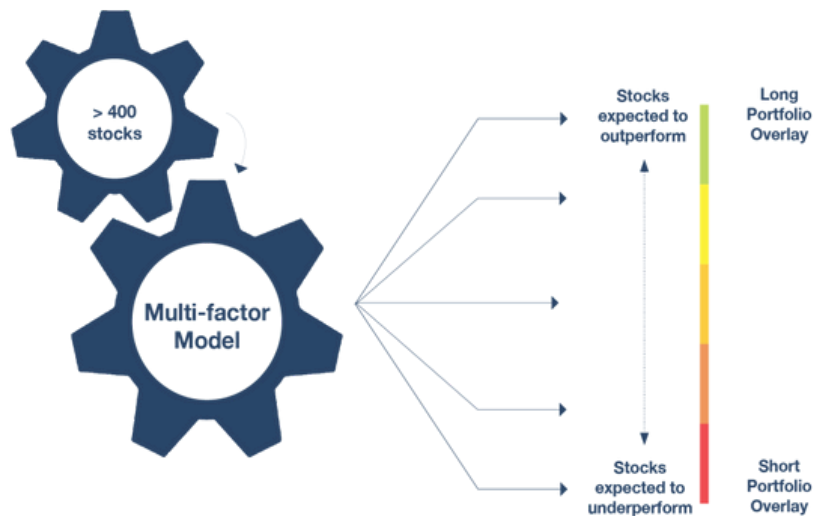 > 400
stocks
Multi-factor
Model
Stocks
expected to
outperform
Long
Portfolio
Overlay
Stocks
expected to
underperform
Short
Portfolio
Overlay